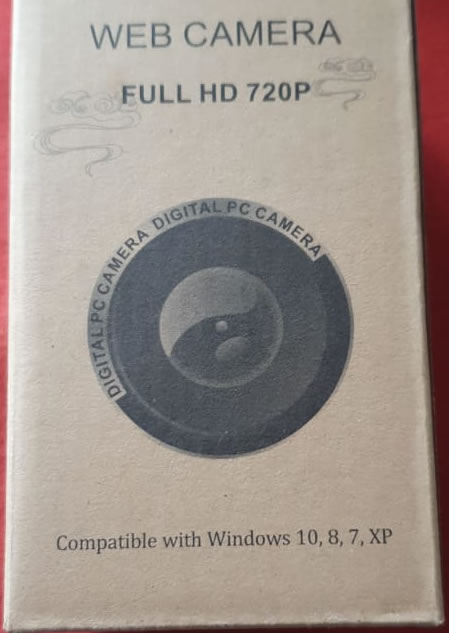 WEB CAMERA
FULL HD 720P
DIGITAL PC CAMERA DIGITAL PC CAMERA
Compatible with Windows 10, 8, 7, XP